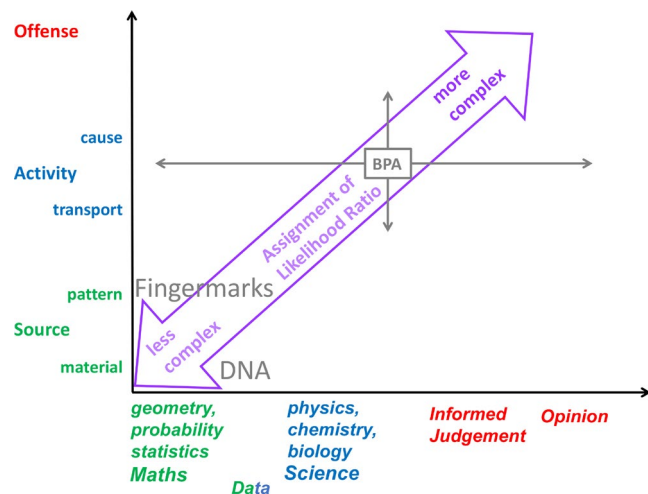 Offense
more
complex
cause
BPA
Activity
transport
Assignment of
Likelihood Ratio
pattern
Fingermarks
Source
less
complex
material
DNA
geometry,
probability
statistics
Maths
physics,
chemistry,
biology
Science
Informed
Judgement
Opinion
Data